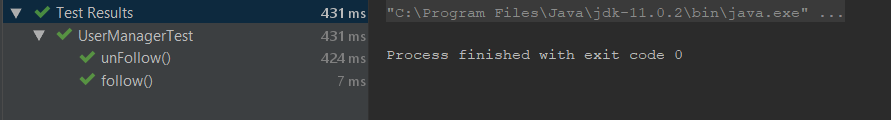 Test Results 431 ms
UserManagerTest 431 ms
unFollow() 424 ms
follow() 7 ms
"C:\Program Files\Java\jdk-11.0.2\bin\java.exe" ...
Process finished with exit code 0